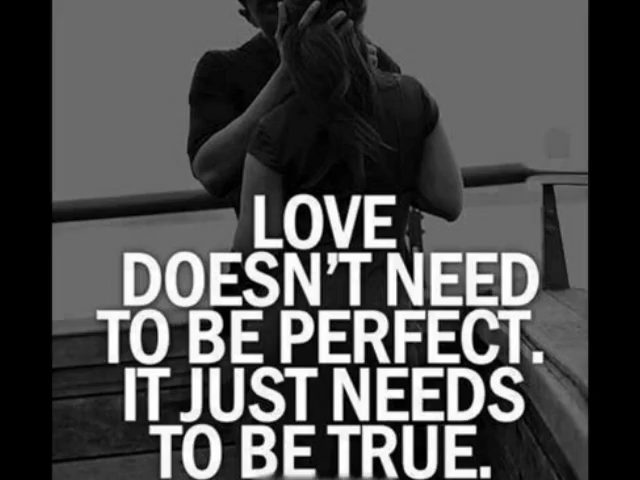 LOVE
DOESN'T NEED
TO BE PERFECT.
IT JUST NEEDS
TO BE TRUE.